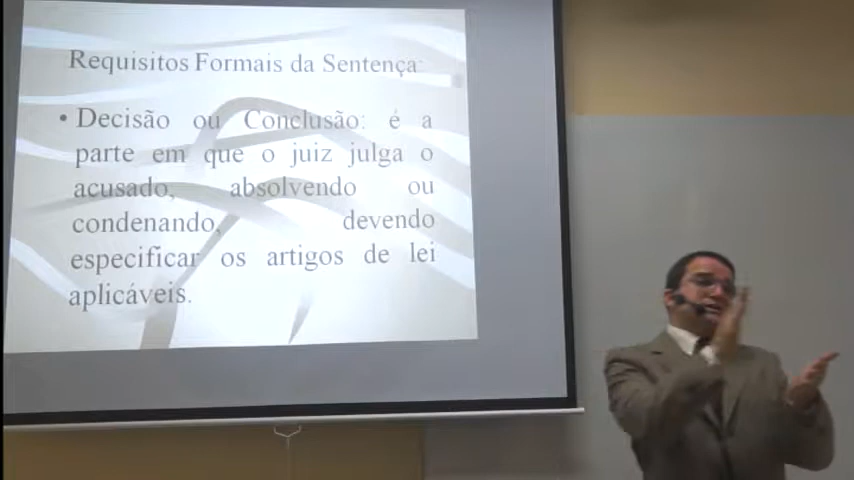 Requisitos Formais da Sentença:
• Decisão ou Conclusão: é a
parte em que o juiz julga o
acusado, absolvendo ou
condenando, devendo
especificar os artigos de lei
aplicáveis.